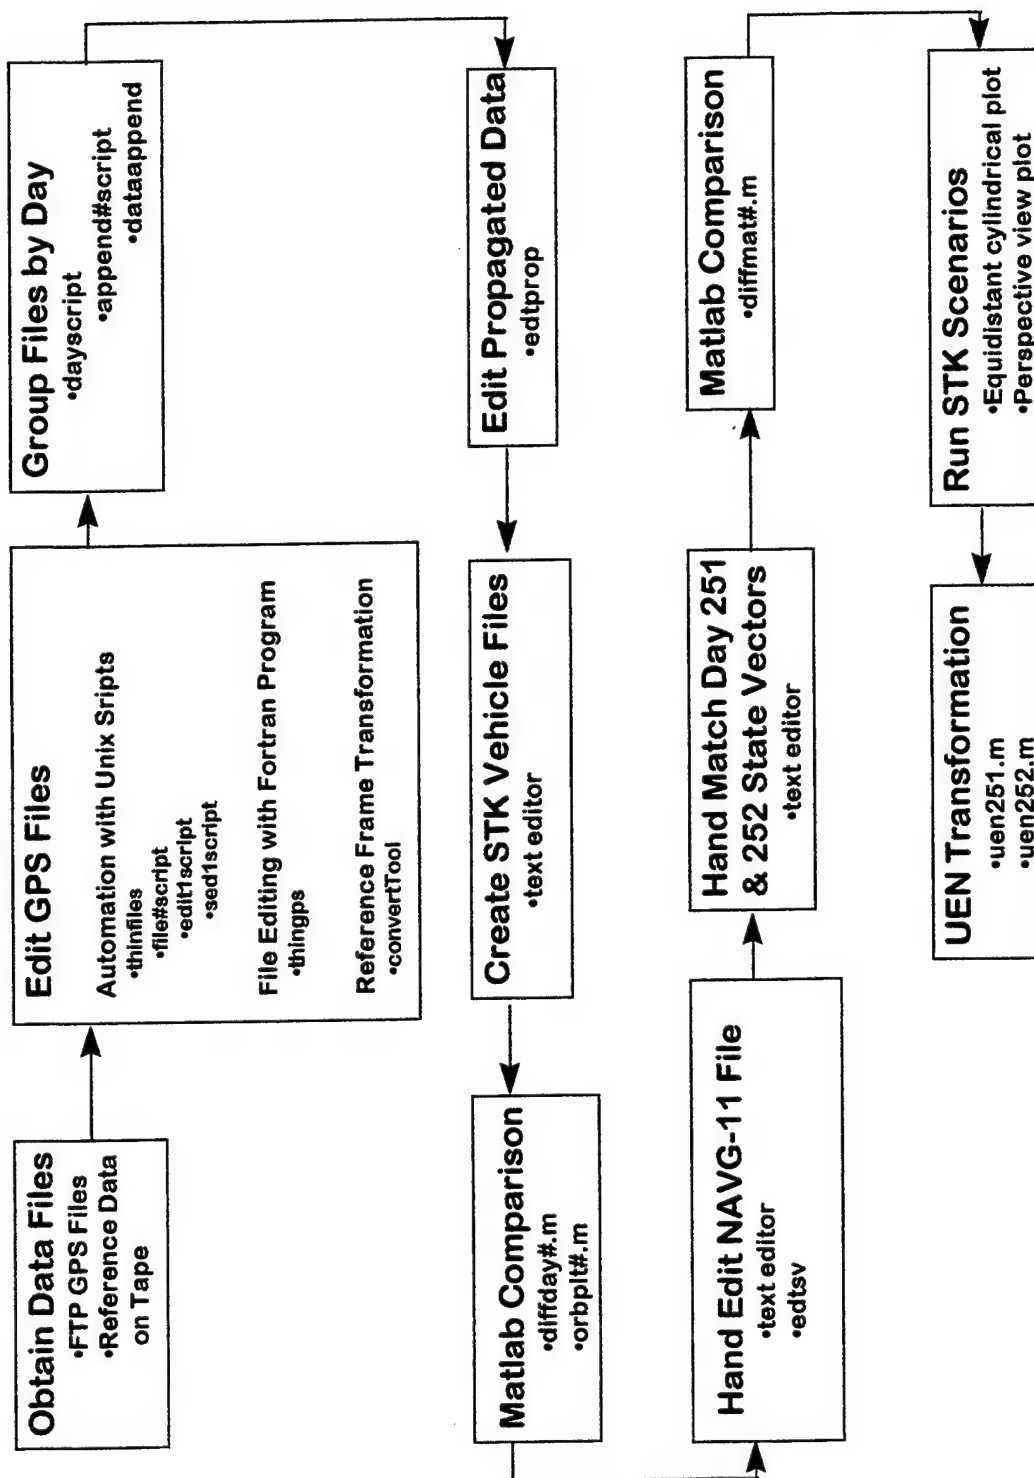 Obtain Data Files
•FTP GPS Files
•Reference Data
on Tape
Edit GPS Files
Automation with Unix Sripts
•thinfiles
•file#script
•edit1script
•sed1script
File Editing with Fortran Program
•thingps
Reference Frame Transformation
•convertTool
Group Files by Day
•dayscript
•append#script
•dataappend
Edit Propagated Data
•edtprop
Create STK Vehicle Files
•text editor
Matlab Comparison
•diffday#.m
•orbplt#.m
Hand Edit NAVG-11 File
•text editor
•edtsv
Hand Match Day 251
& 252 State Vectors
•text editor
Matlab Comparison
•diffmat#.m
Run STK Scenarios
•Equidistant cylindrical plot
•Perspective view plot
UEN Transformation
•uen251.m
•uen252.m